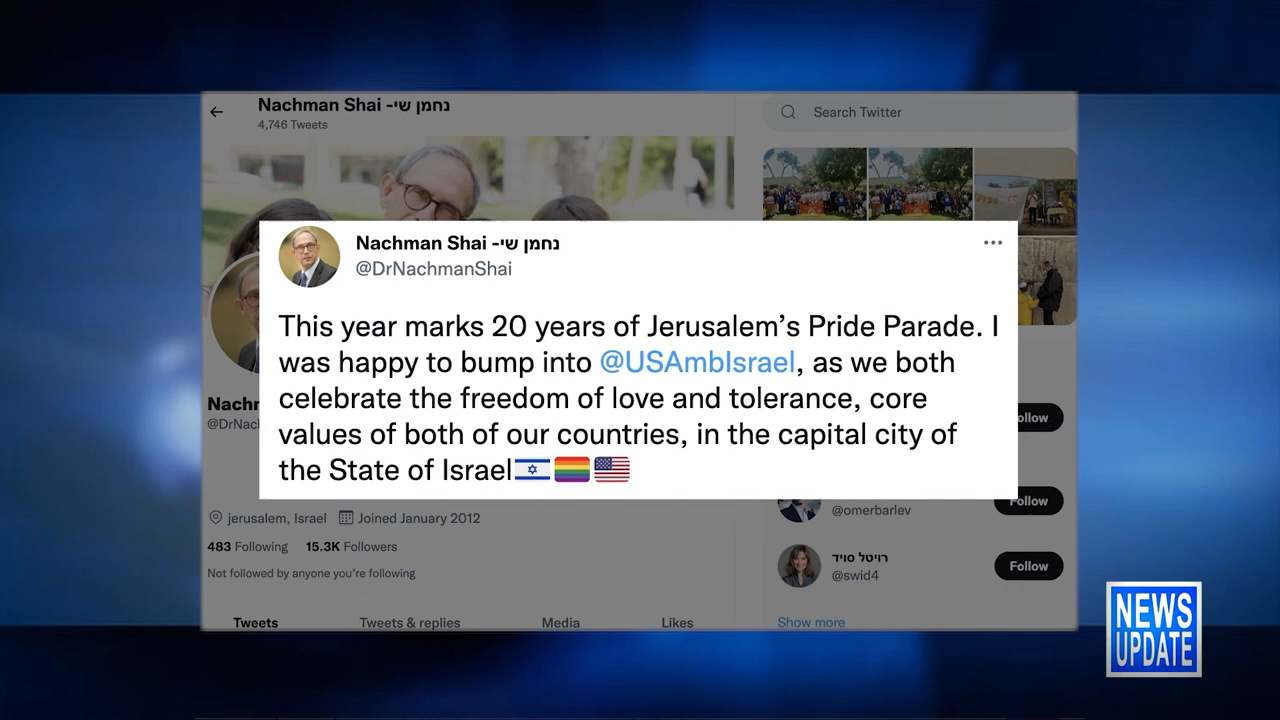 Nachman Shai -נחמן שי
4,746 Tweets
Search Twitter
Nachman Shai -נחמן שי
@DrNachmanShai
This year marks 20 years of Jerusalem's Pride Parade. I
was happy to bump into @USAmbIsrael, as we both
celebrate the freedom of love and tolerance, core
values of both of our countries, in the capital city of
the State of Israel🇮🇱🏳️‍🌈🇺🇸
@omerbarlev
Follow
jerusalem, Israel Joined January 2012
483 Following 15.3K Followers
Not followed by anyone you're following
רויטל סויד
@swid4
Follow
Tweets Tweets & replies Media Likes
Show more
NEWS
UPDATE